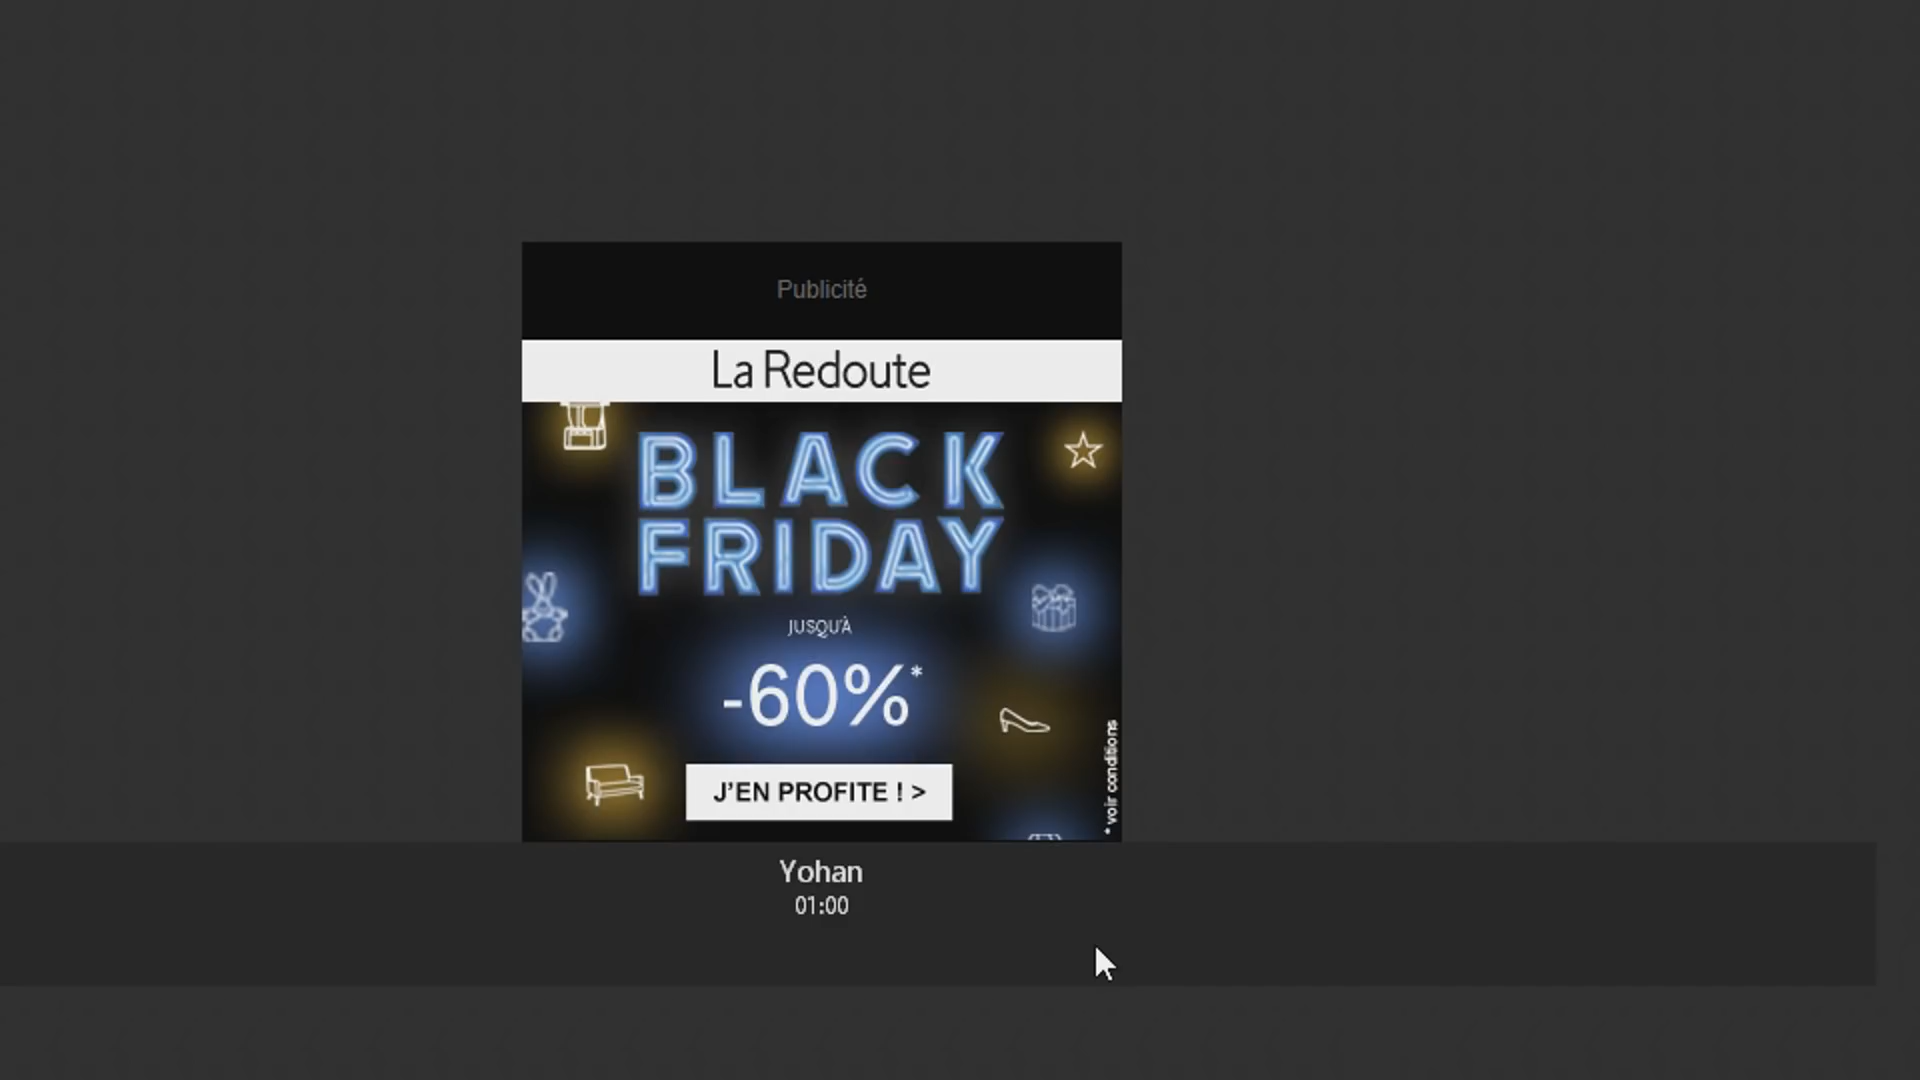 Publicité
La Redoute
BLACK
FRIDAY
JUSQU'À
-60%*
J'EN PROFITE ! >
* voir conditions
Yohan
01:00